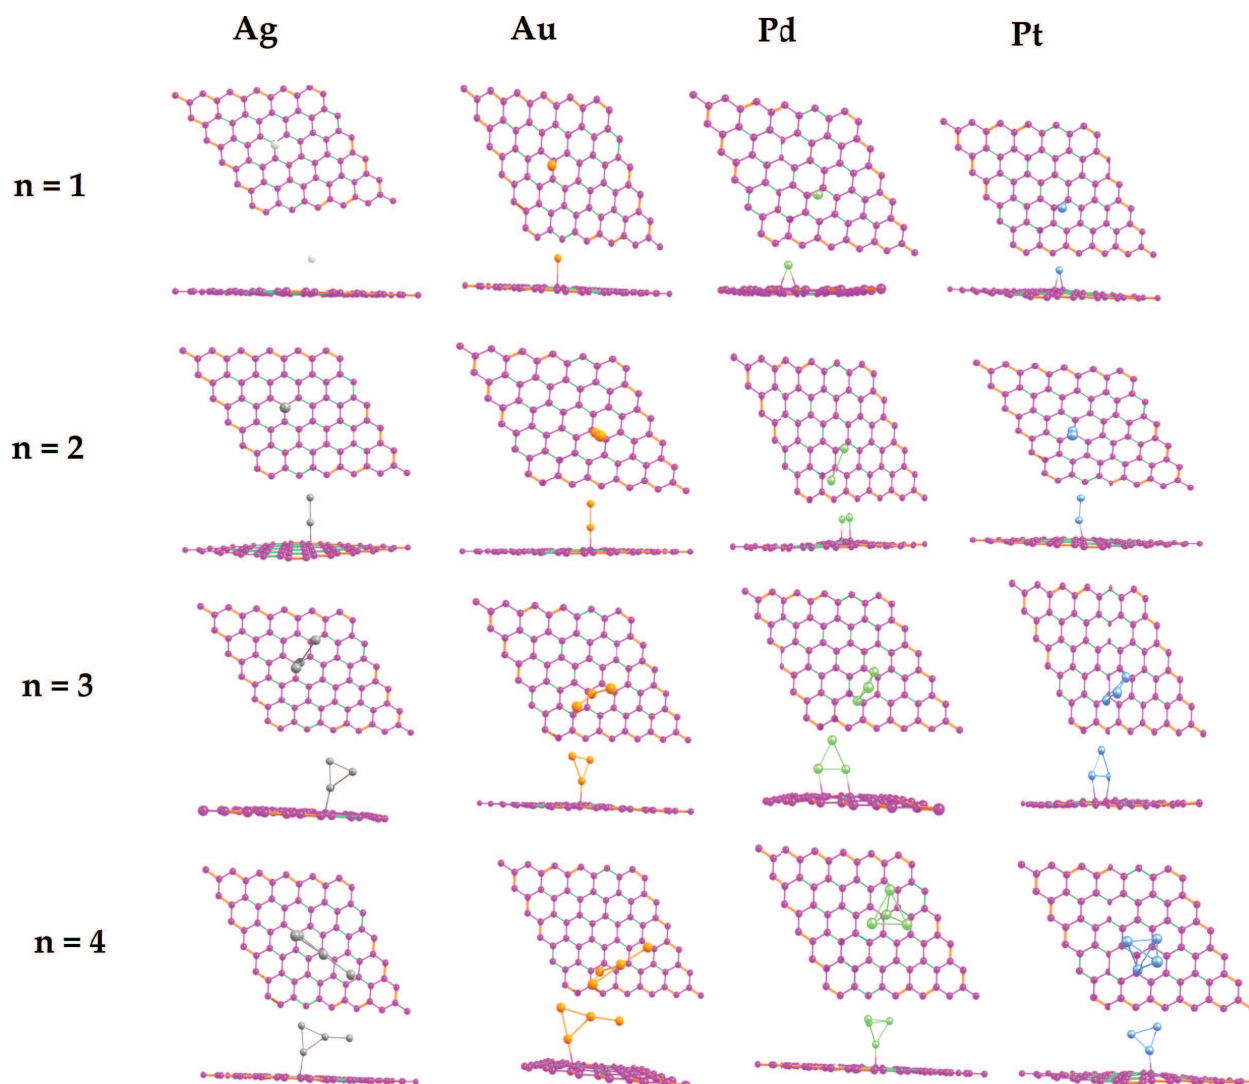 Ag Au Pd Pt
n = 1
n = 2
n = 3
n = 4